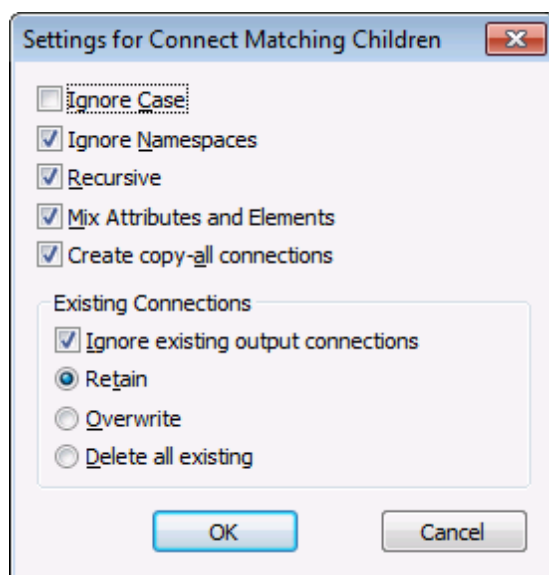 Settings for Connect Matching Children
Ignore Case
Ignore Namespaces
Recursive
Mix Attributes and Elements
Create copy-all connections
Existing Connections
Ignore existing output connections
Retain
Overwrite
Delete all existing
OK Cancel